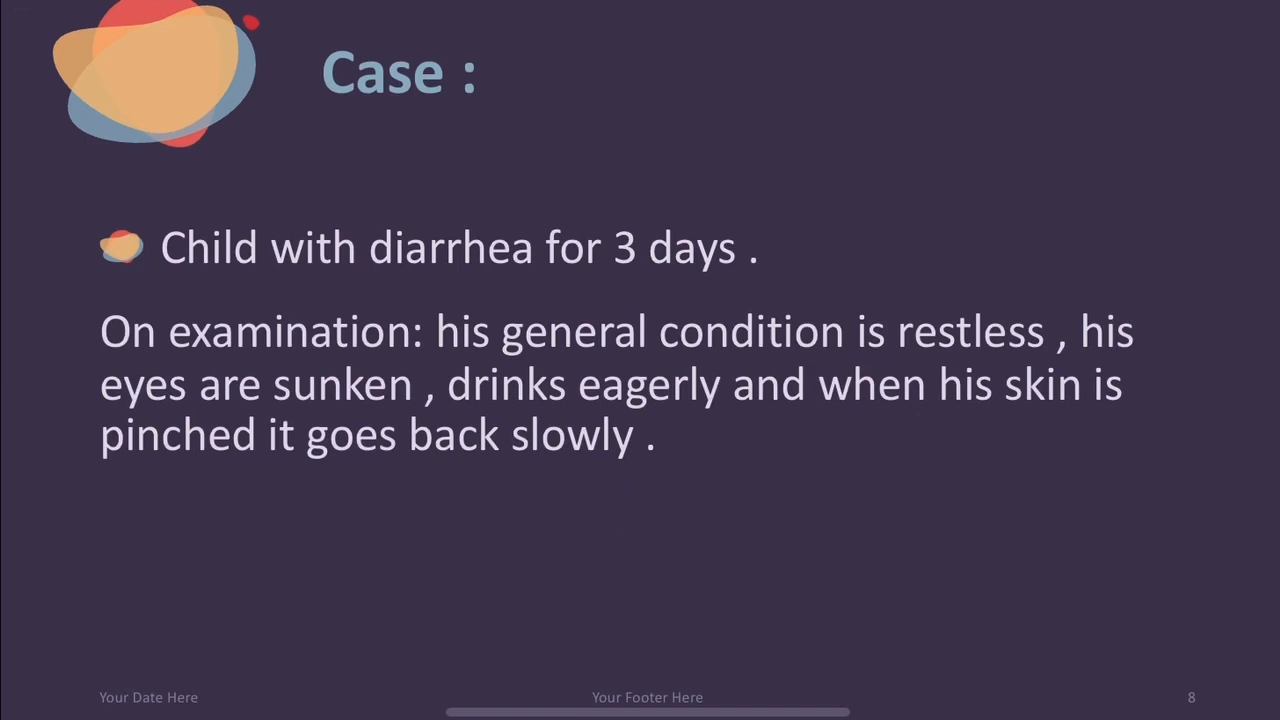 Case :
Child with diarrhea for 3 days .
On examination: his general condition is restless , his
eyes are sunken , drinks eagerly and when his skin is
pinched it goes back slowly .
Your Date Here
Your Footer Here
8